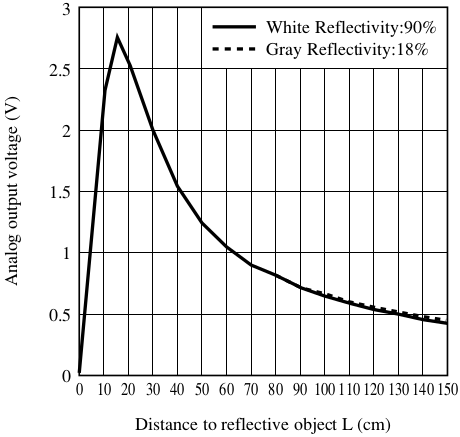 White Reflectivity:90%
Gray Reflectivity:18%
Analog output voltage (V)
3
2.5
2
1.5
1
0.5
0
0 10 20 30 40 50 60 70 80 90 100 110 120 130 140 150
Distance to reflective object L (cm)